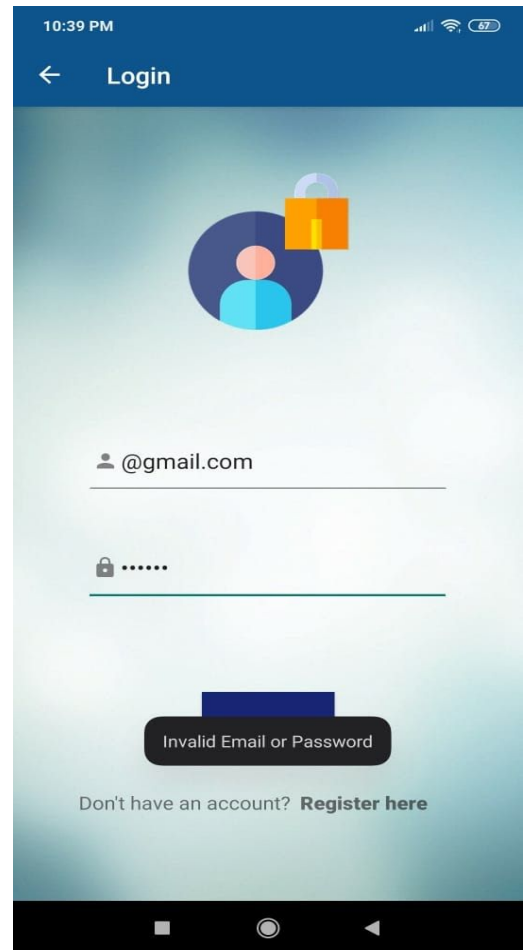 10:39 PM
67
Login
@gmail.com
••••••
Invalid Email or Password
Don't have an account? Register here